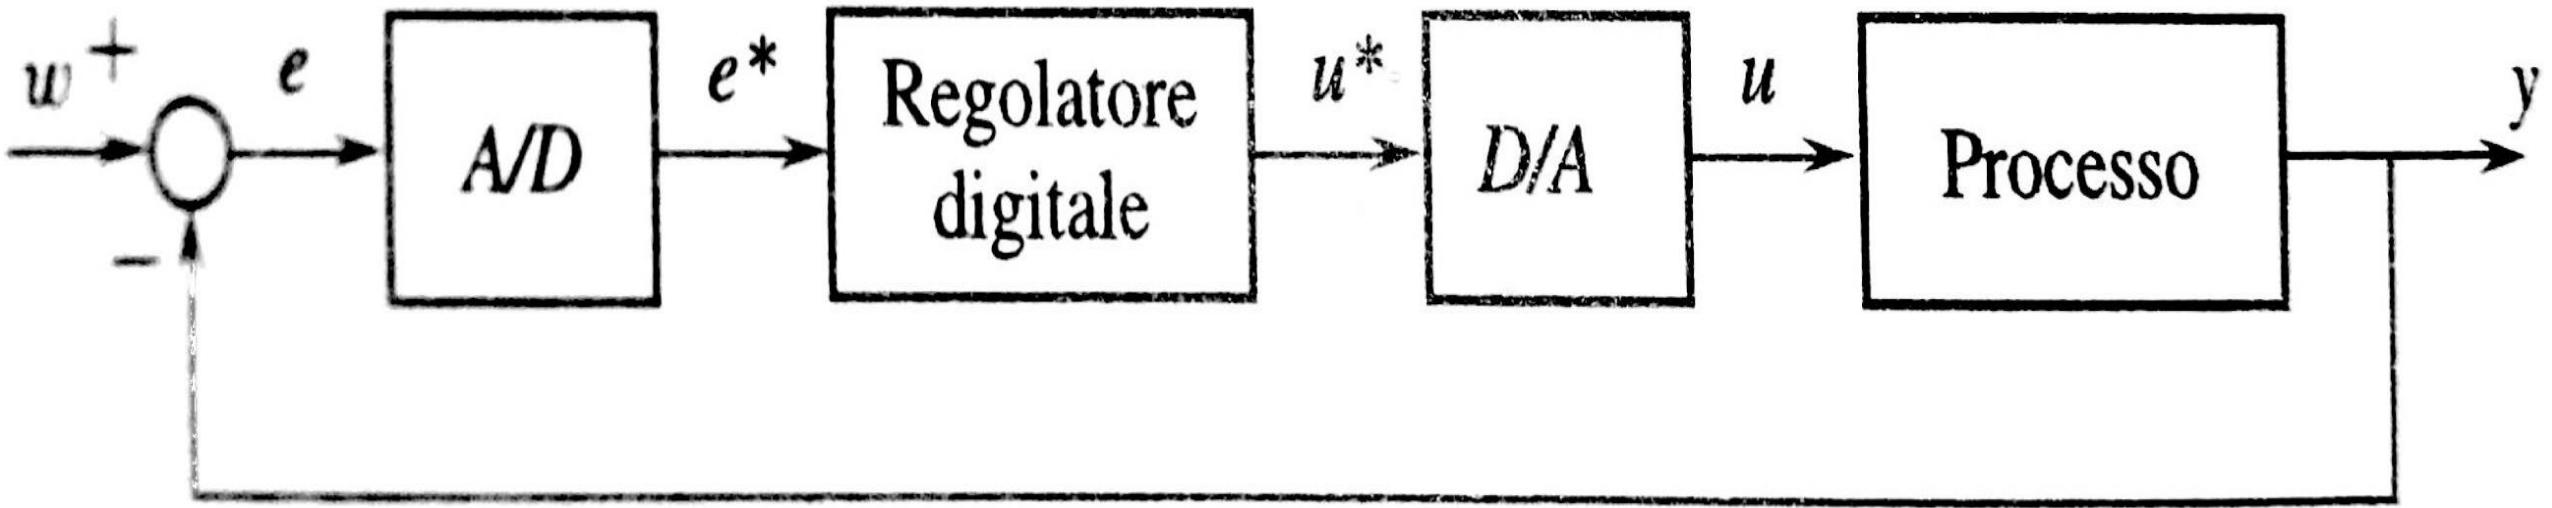 w
+
e
A/D
e*
Regolatore
digitale
u*
D/A
u
Processo
y
−